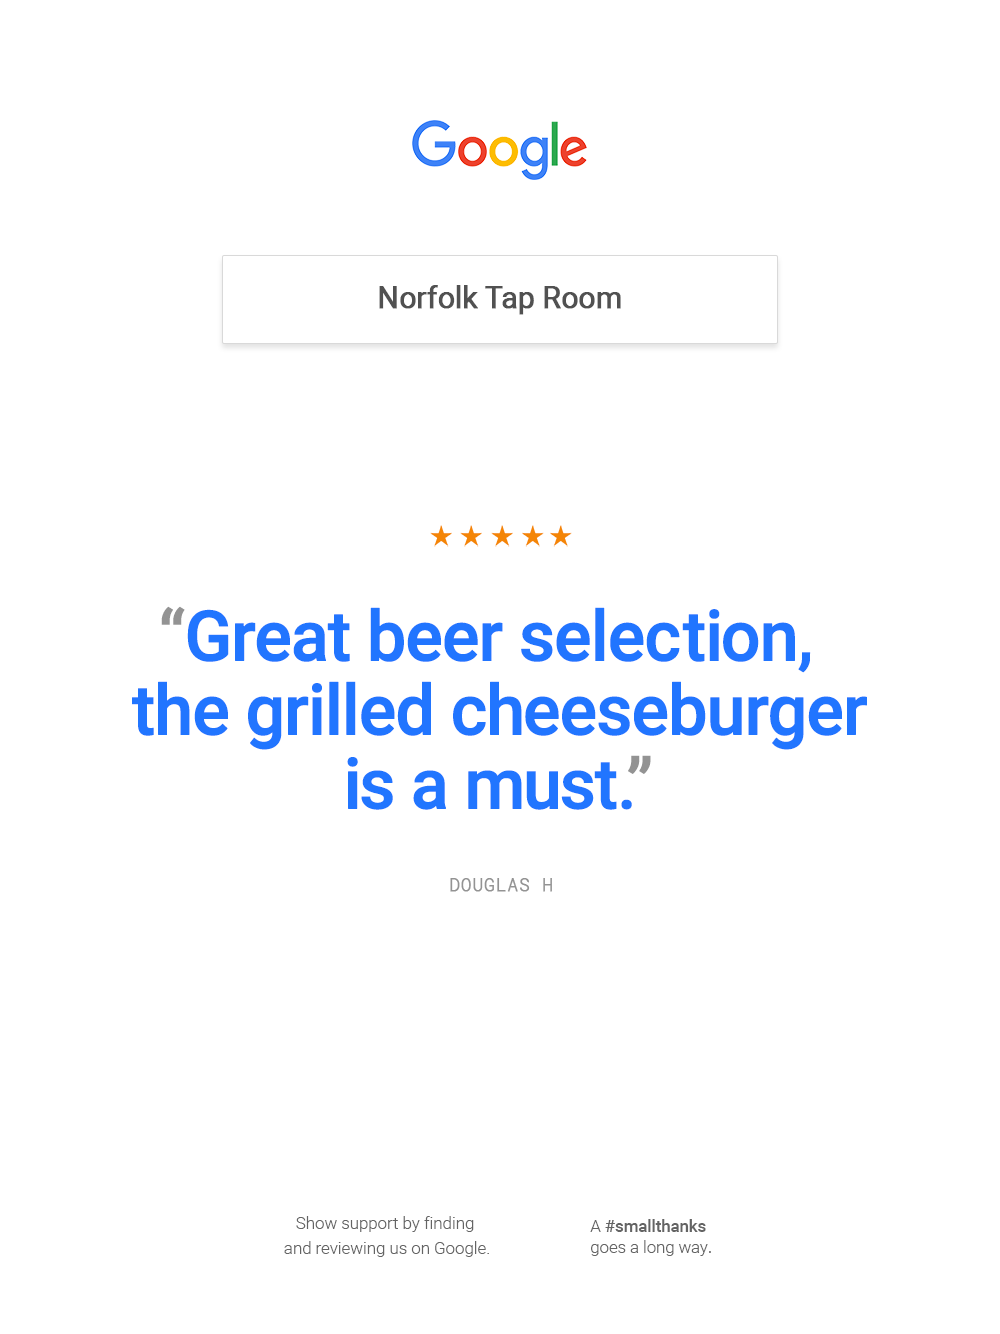 Google
Norfolk Tap Room
“Great beer selection,
the grilled cheeseburger
is a must.”
DOUGLAS H
Show support by finding
and reviewing us on Google.
A #smallthanks
goes a long way.